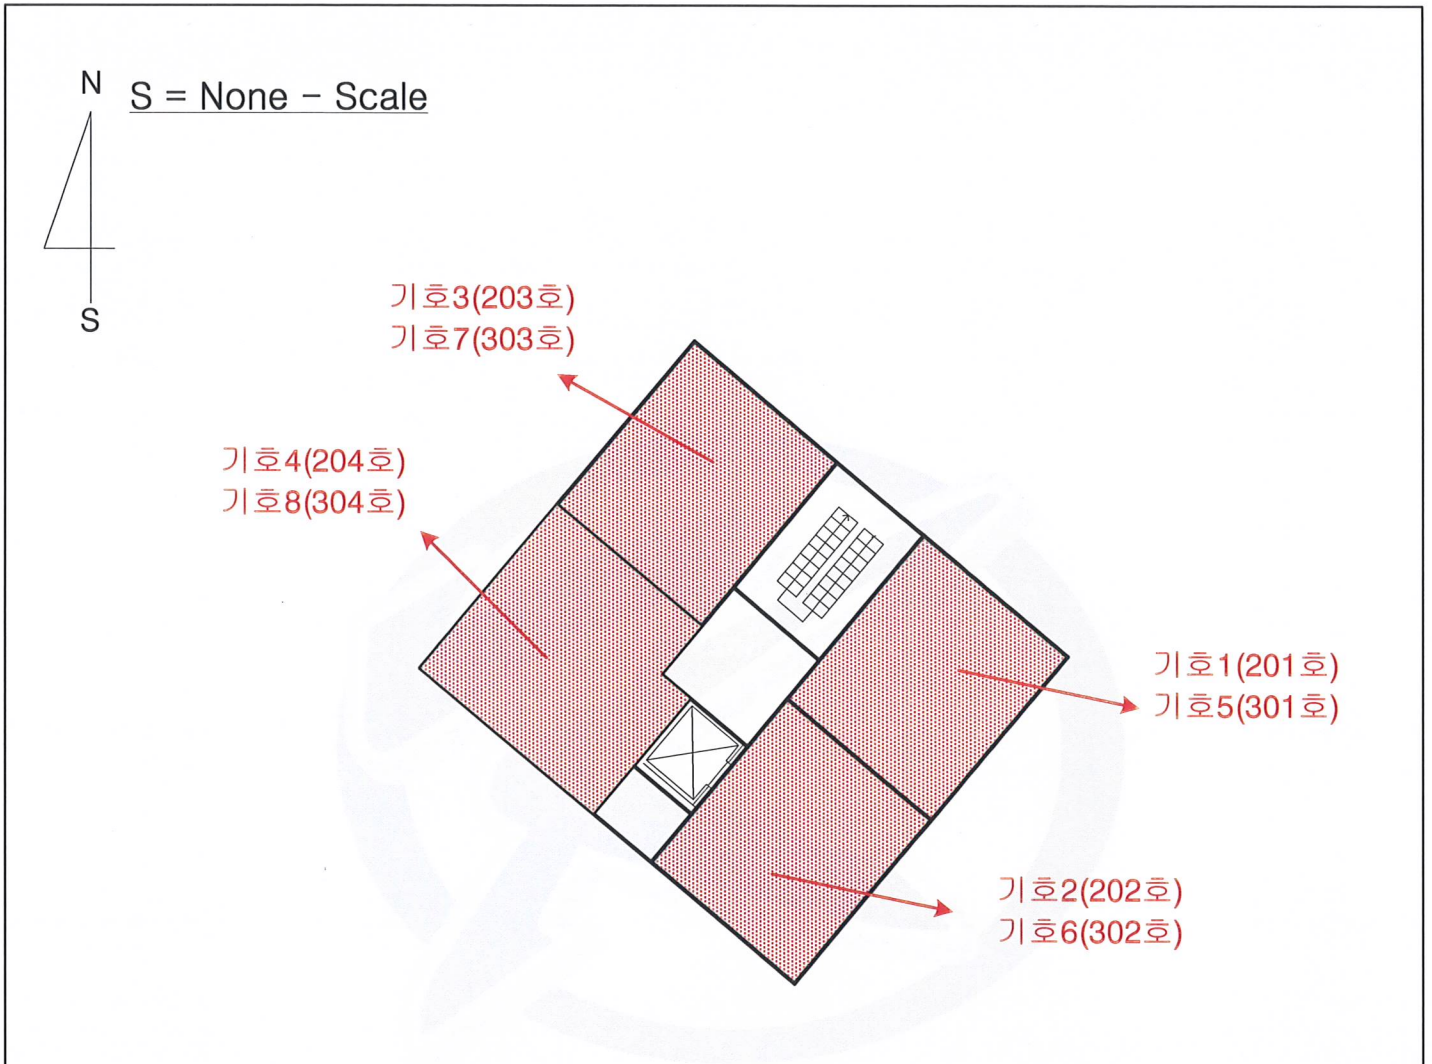 N
S = None - Scale
S
기호3(203호)
기호7(303호)
기호4(204호)
기호8(304호)
기호1(201호)
기호5(301호)
기호2(202호)
기호6(302호)